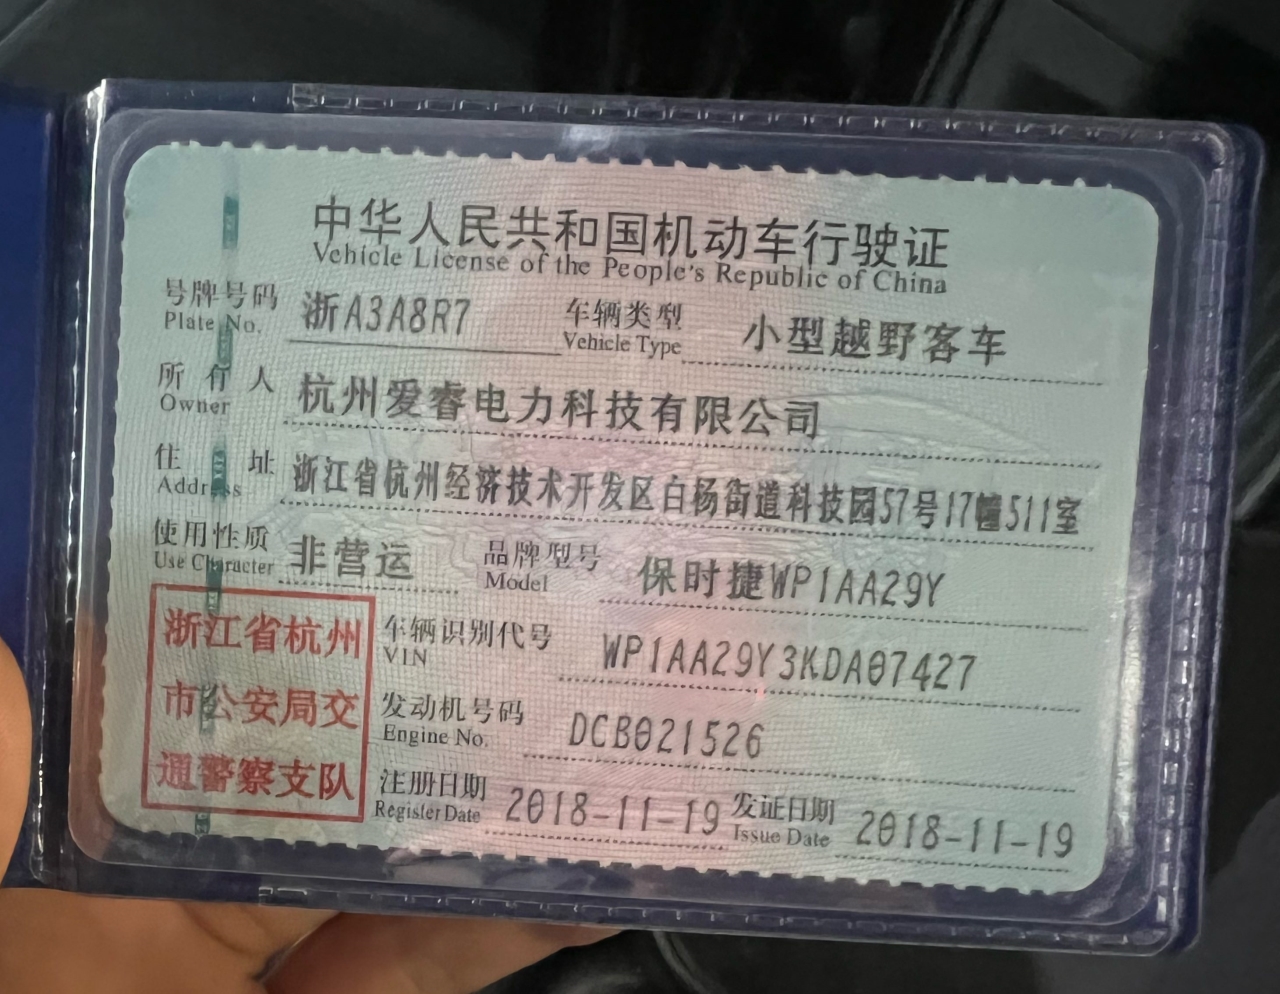 中华人民共和国机动车行驶证
Vehicle License of the People's Republic of China
号牌号码 浙A3A8R7 车辆类型 小型越野客车
Plate No. Vehicle Type
所有人 杭州爱睿电力科技有限公司
Owner
住址 浙江省杭州经济技术开发区白杨街道科技园57号17幢511室
Address
使用性质 非营运 品牌型号 保时捷WP1AA29Y
Use Character Model
浙江省杭州
市公安局交
通警察支队
车辆识别代号 WP1AA29Y3KDA07427
VIN
发动机号码 DCB021526
Engine No.
注册日期 2018-11-19 发证日期 2018-11-19
Register Date Issue Date